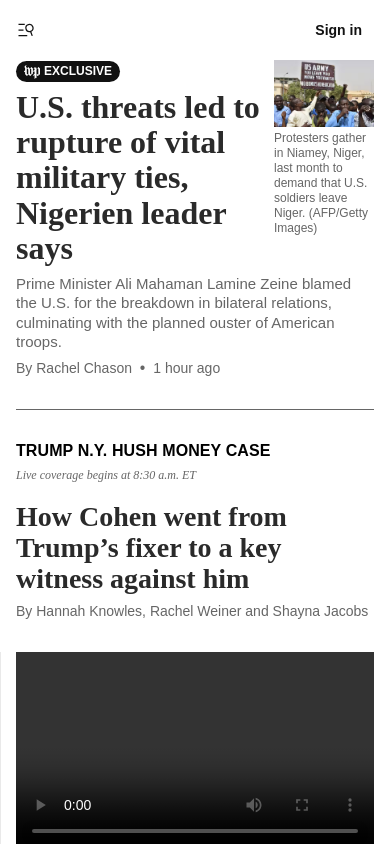 Sign in
wp EXCLUSIVE
U.S. threats led to
rupture of vital
military ties,
Nigerien leader
says
Prime Minister Ali Mahaman Lamine Zeine blamed
the U.S. for the breakdown in bilateral relations,
culminating with the planned ouster of American
troops.
By Rachel Chason • 1 hour ago
US ARMY
Protesters gather
in Niamey, Niger,
last month to
demand that U.S.
soldiers leave
Niger. (AFP/Getty
Images)
TRUMP N.Y. HUSH MONEY CASE
Live coverage begins at 8:30 a.m. ET
How Cohen went from
Trump’s fixer to a key
witness against him
By Hannah Knowles, Rachel Weiner and Shayna Jacobs
0:00